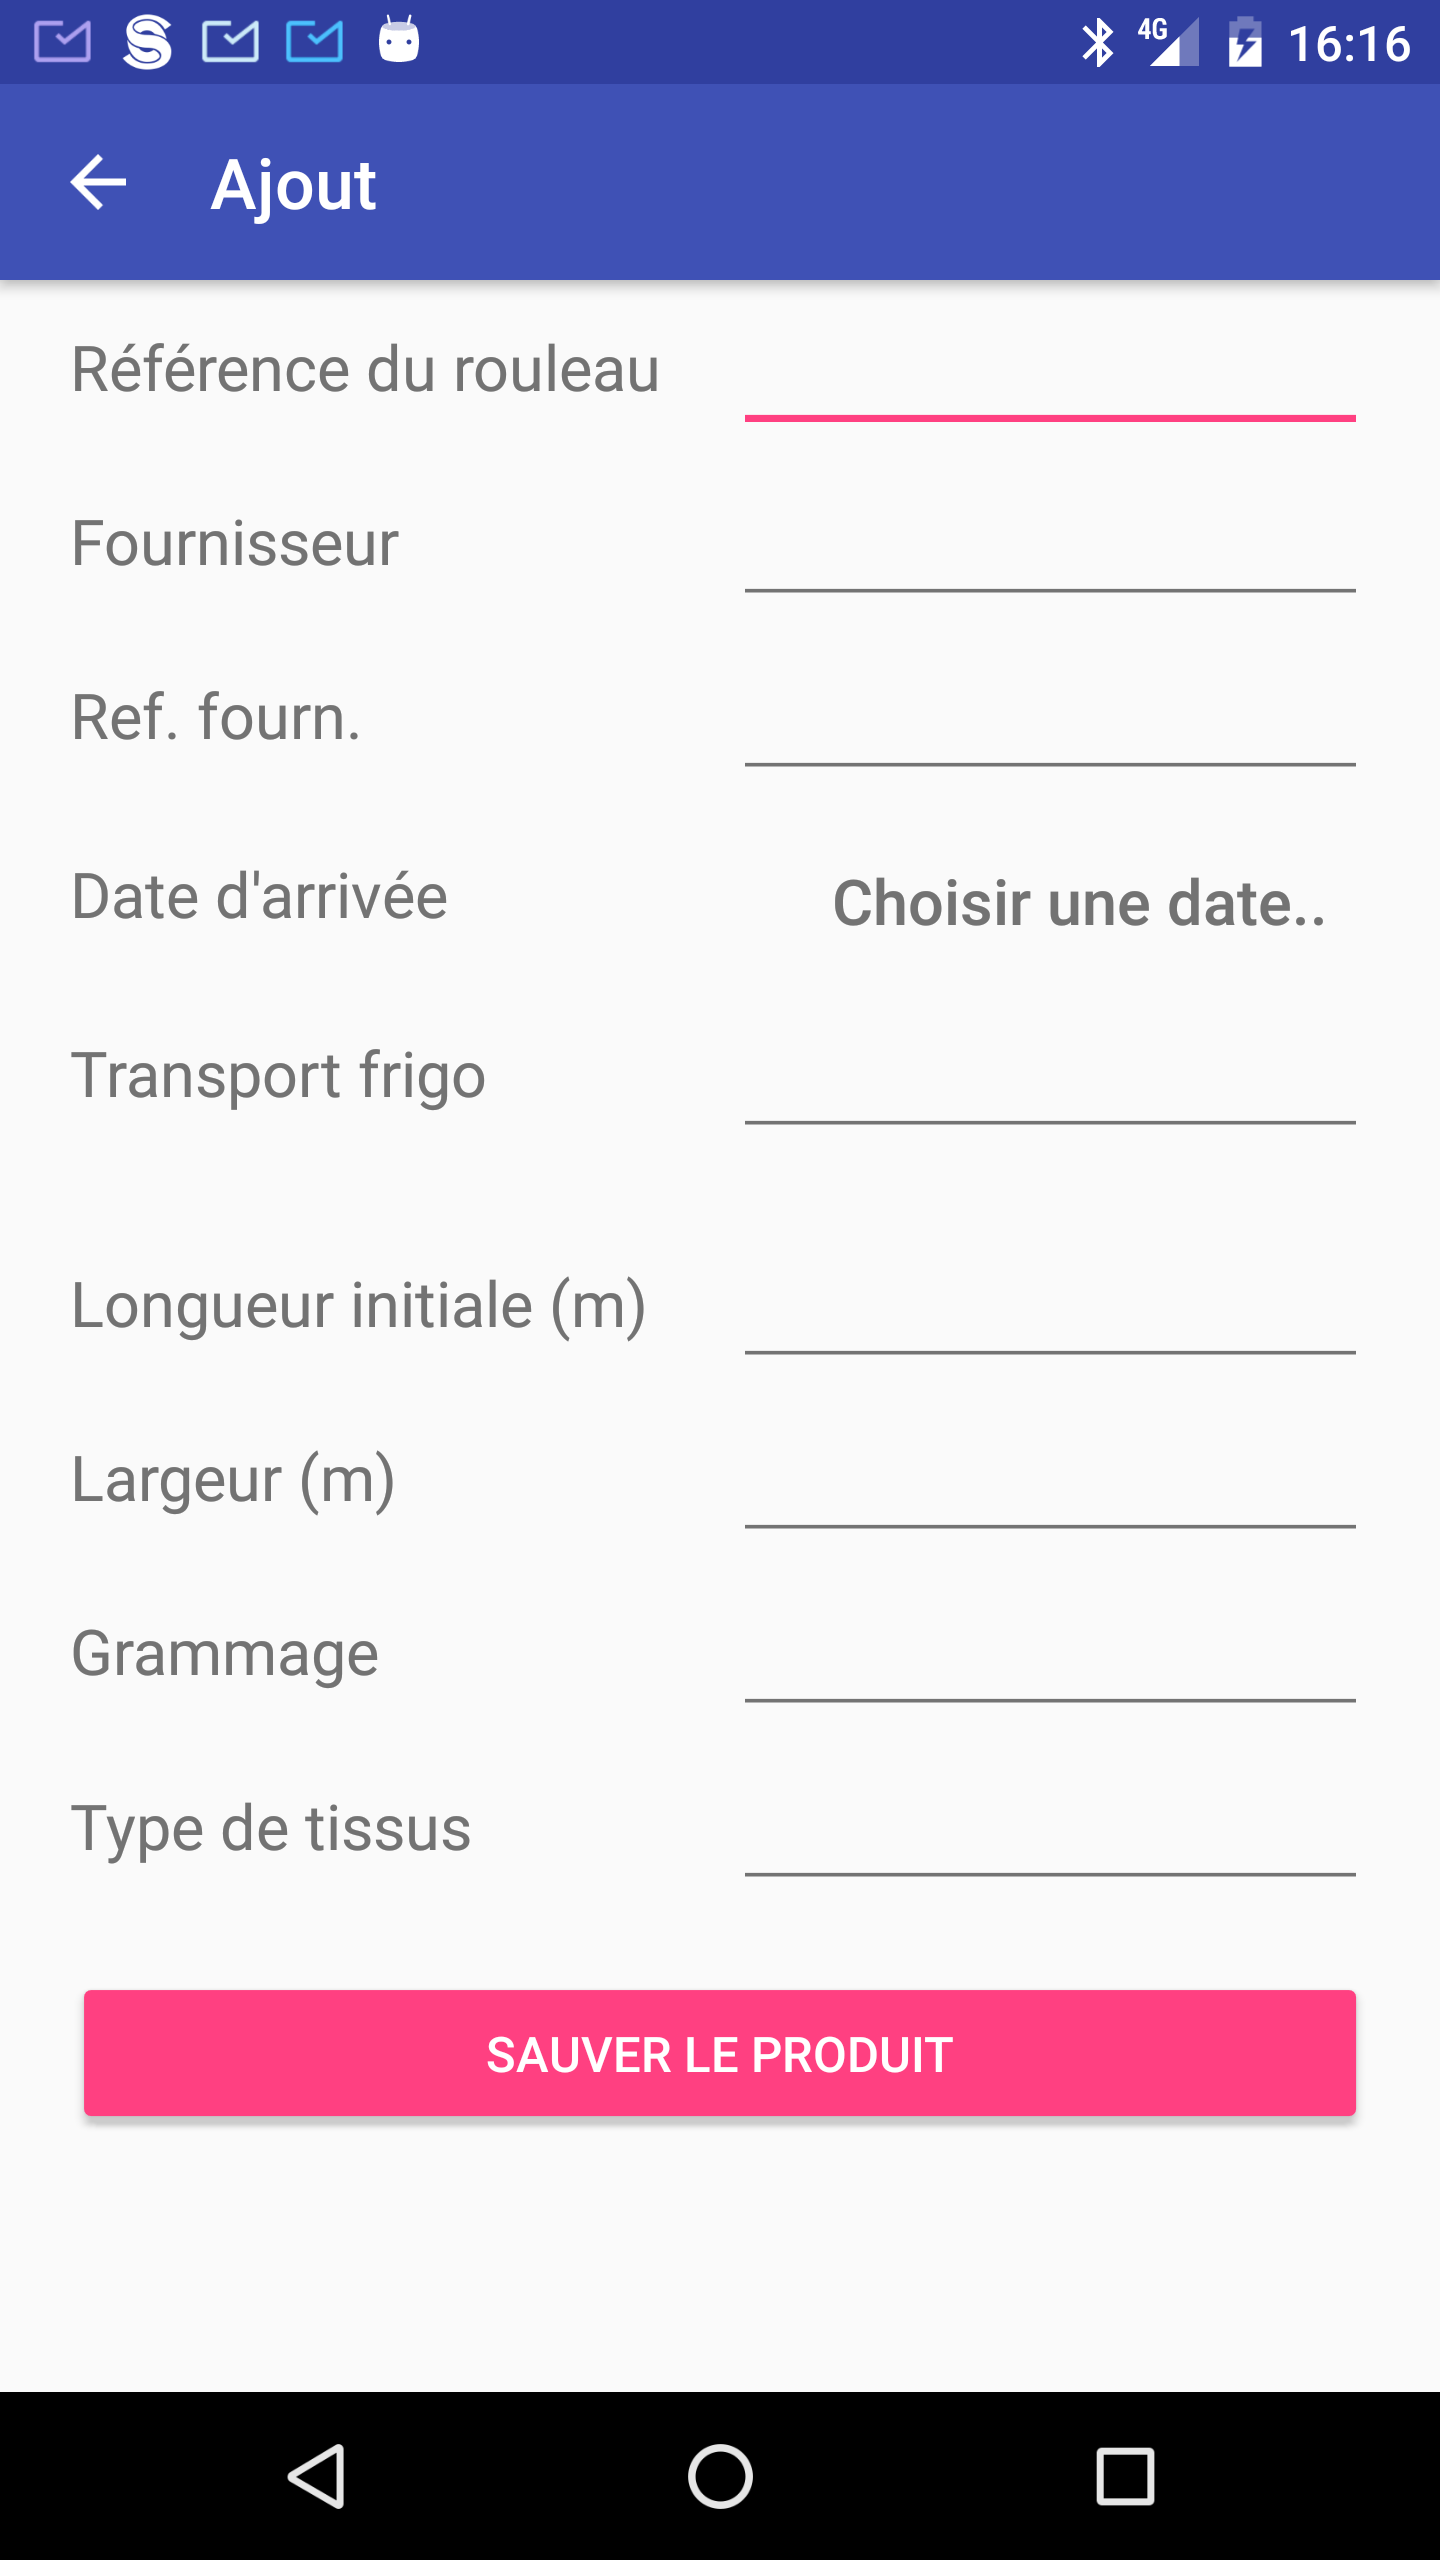 4G 16:16
Ajout
Référence du rouleau
Fournisseur
Ref. fourn.
Date d'arrivée Choisir une date..
Transport frigo
Longueur initiale (m)
Largeur (m)
Grammage
Type de tissus
SAUVER LE PRODUIT